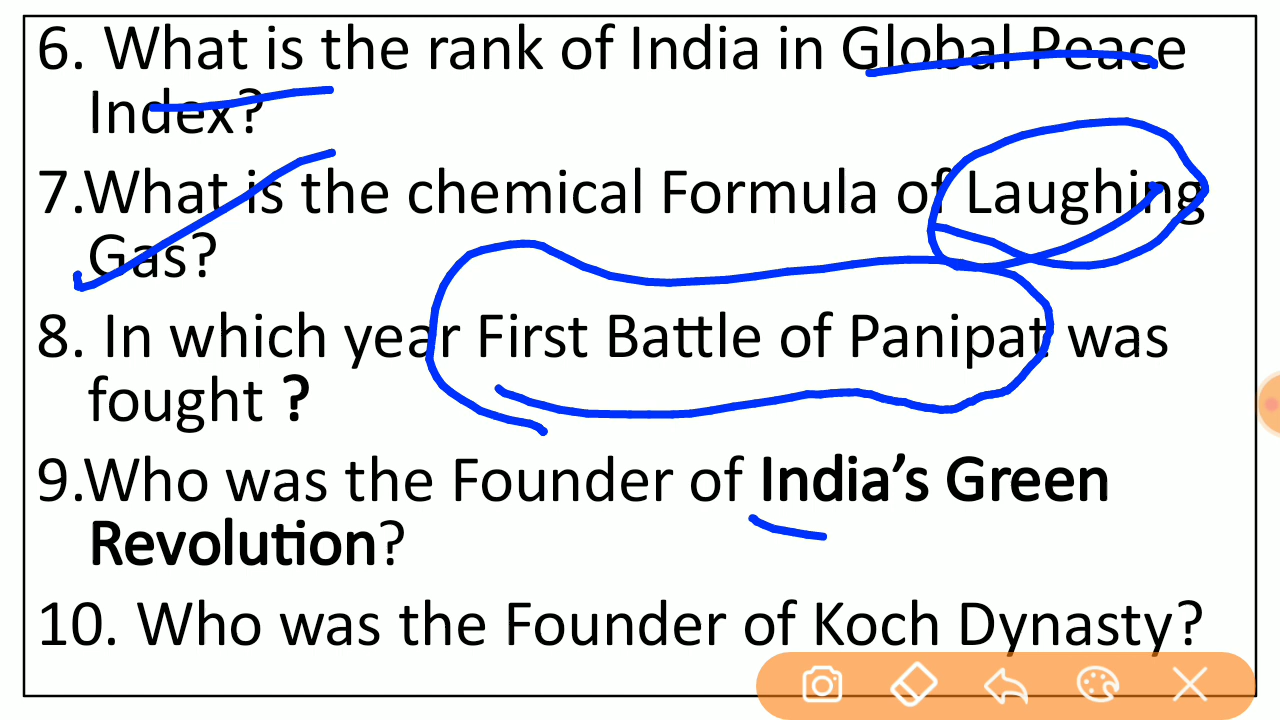 6. What is the rank of India in Global Peace
Index?
7.What is the chemical Formula of Laughing
Gas?
8. In which year First Battle of Panipat was
fought ?
9.Who was the Founder of India’s Green
Revolution?
10. Who was the Founder of Koch Dynasty?